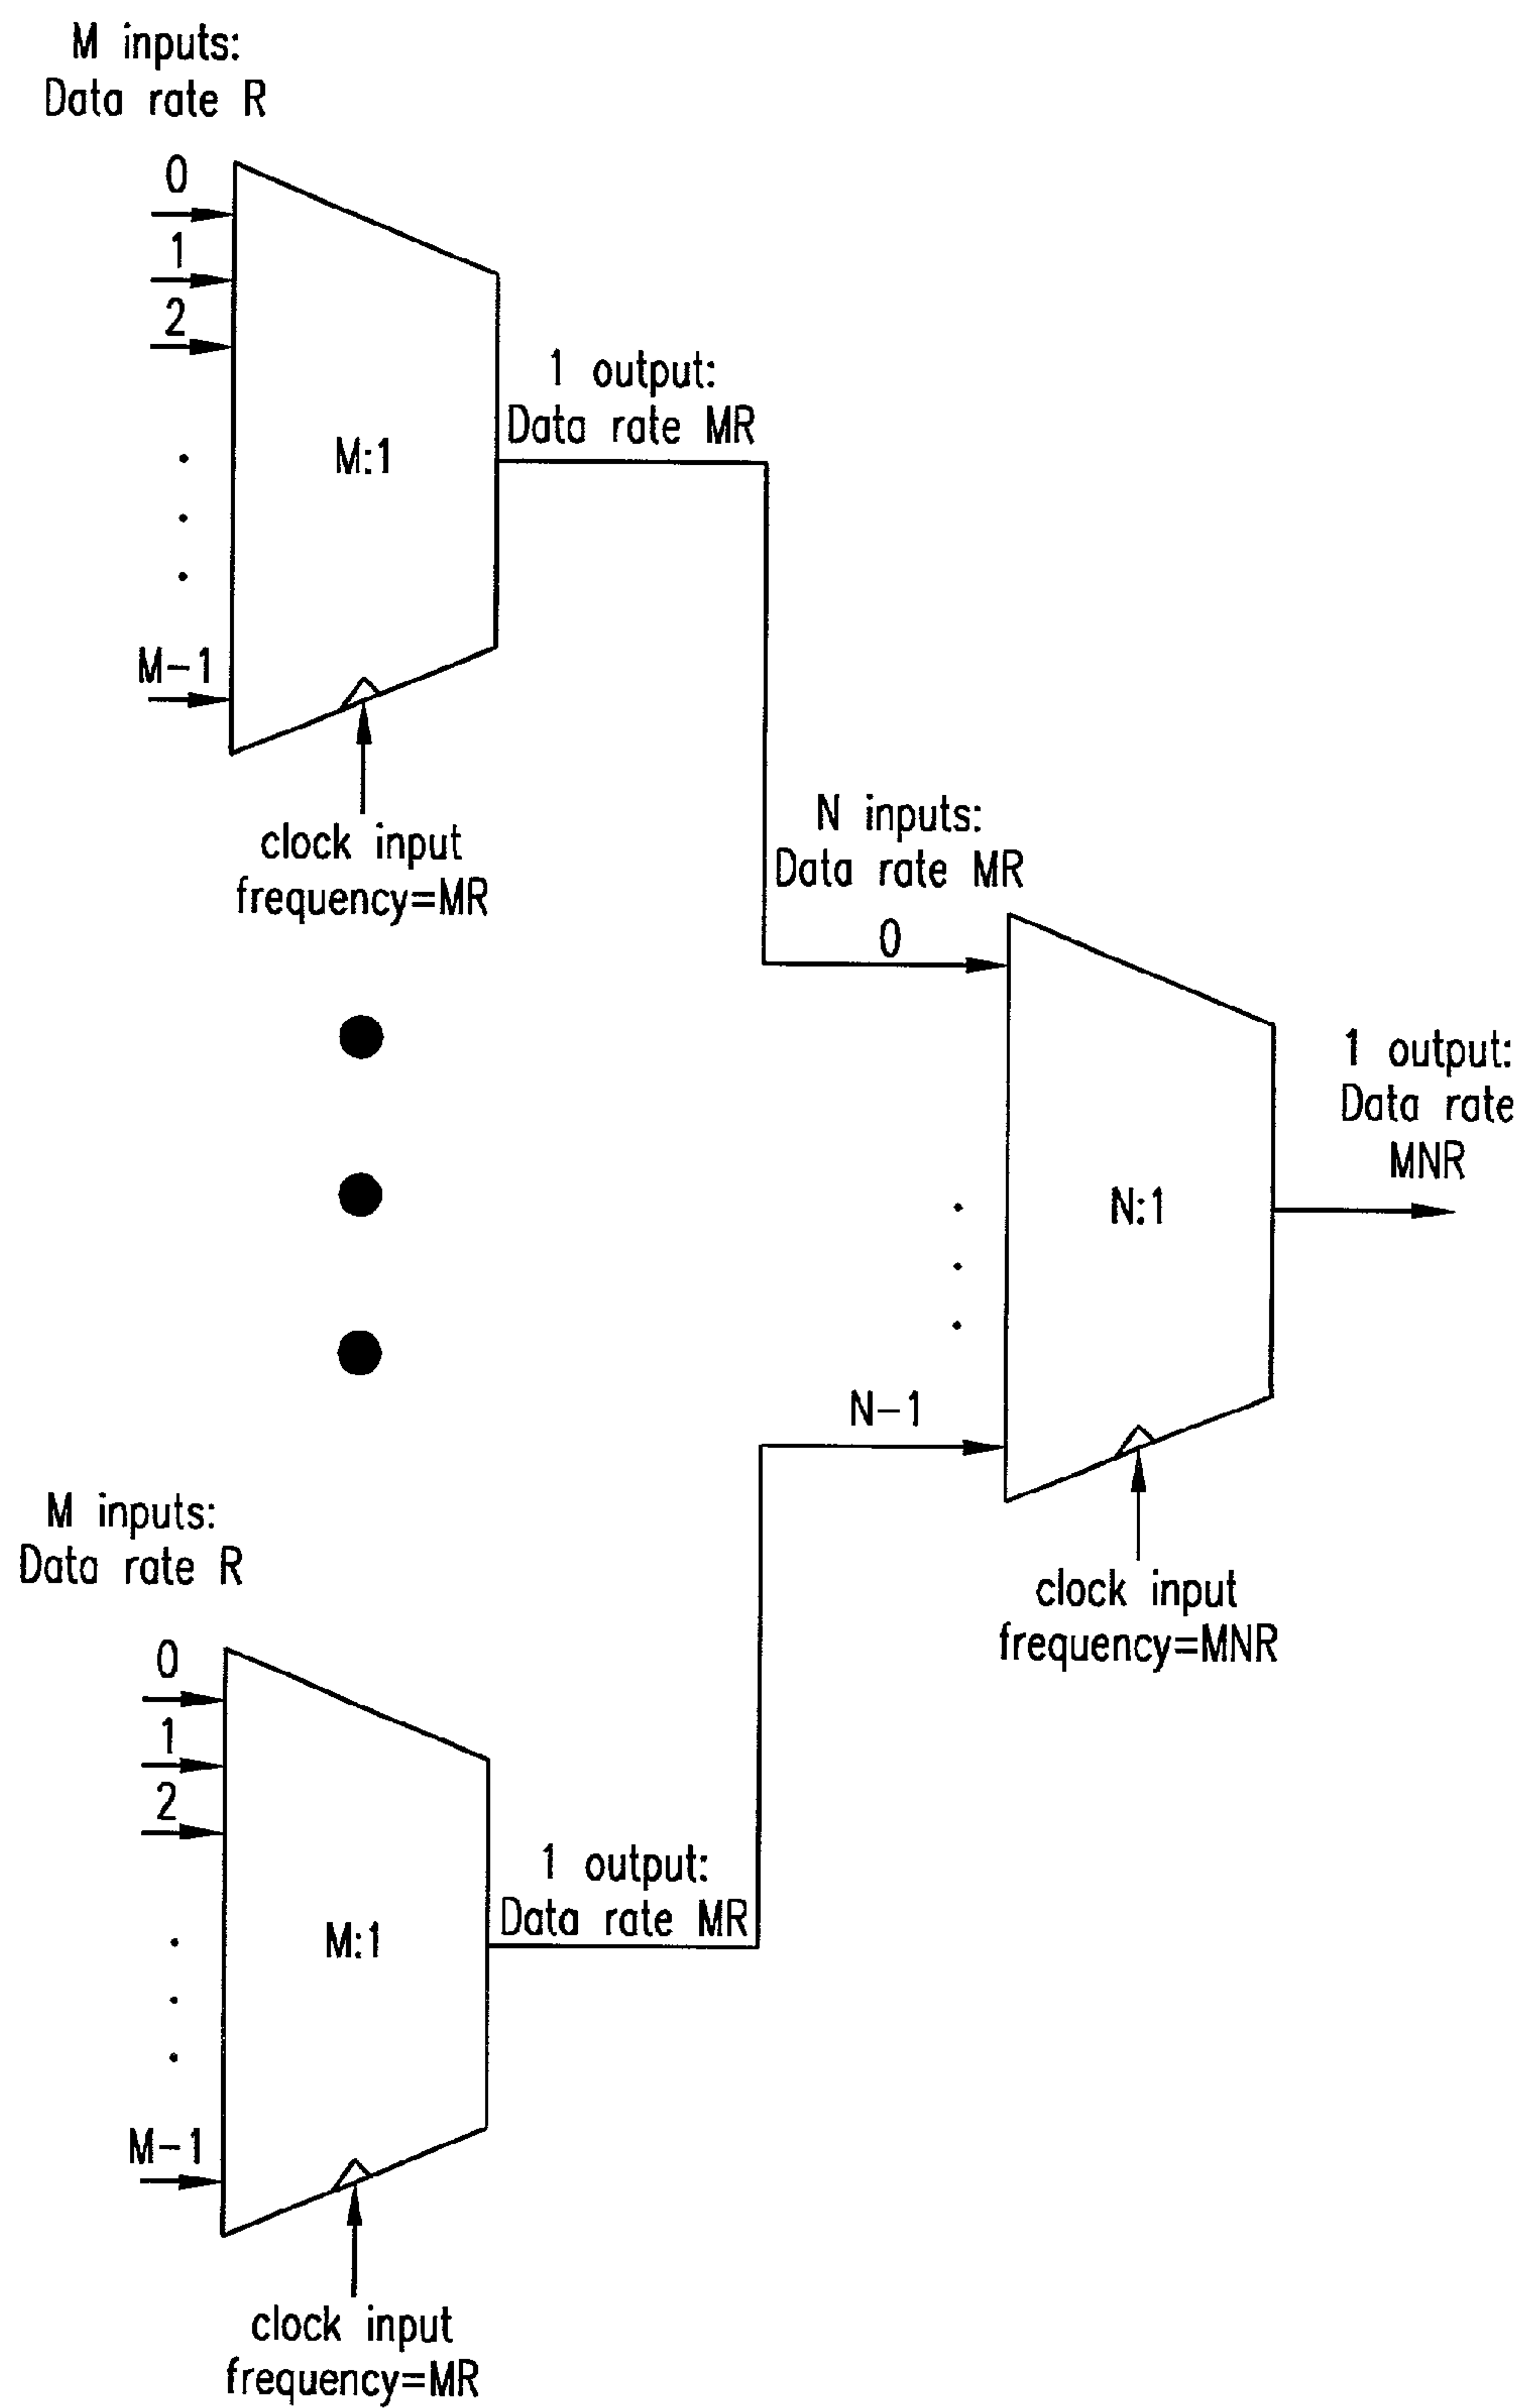 M inputs:
Data rate R
0
1
2
M:1
M-1
1 output:
Data rate MR
clock input
frequency=MR
N inputs:
Data rate MR
0
N:1
N-1
1 output:
Data rate
MNR
clock input
frequency=MNR
M inputs:
Data rate R
0
1
2
M:1
M-1
1 output:
Data rate MR
clock input
frequency=MR